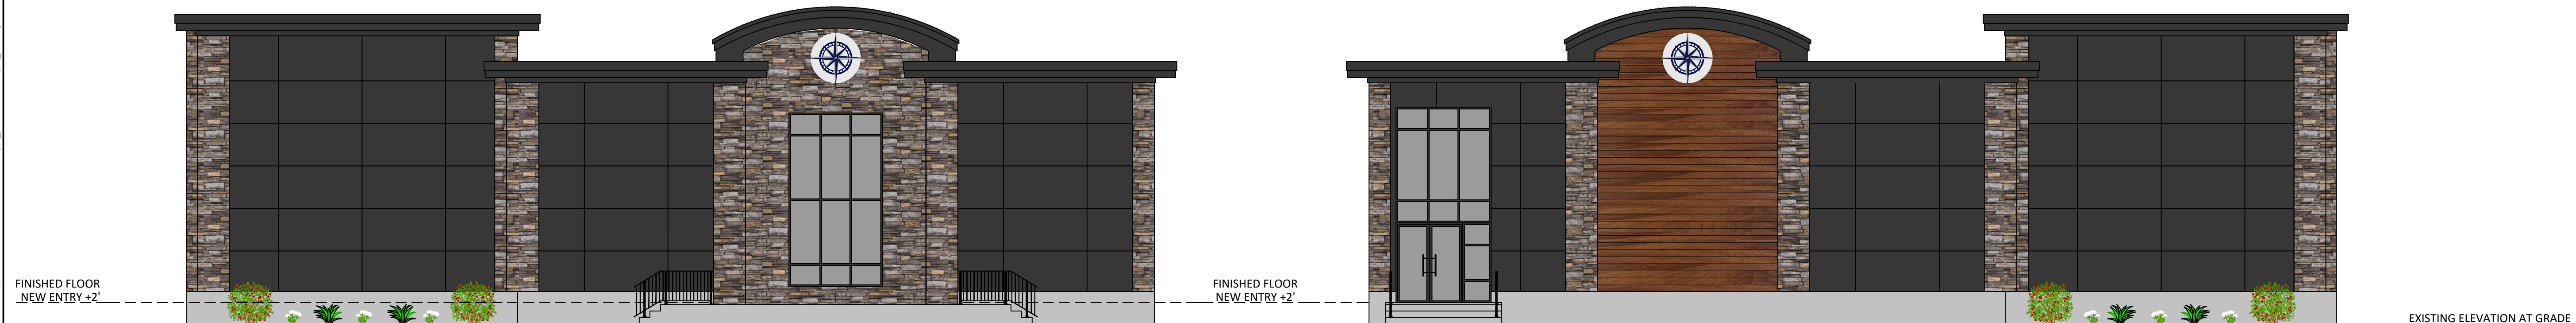 FINISHED FLOOR
NEW ENTRY +2'
FINISHED FLOOR
NEW ENTRY +2'
EXISTING ELEVATION AT GRADE